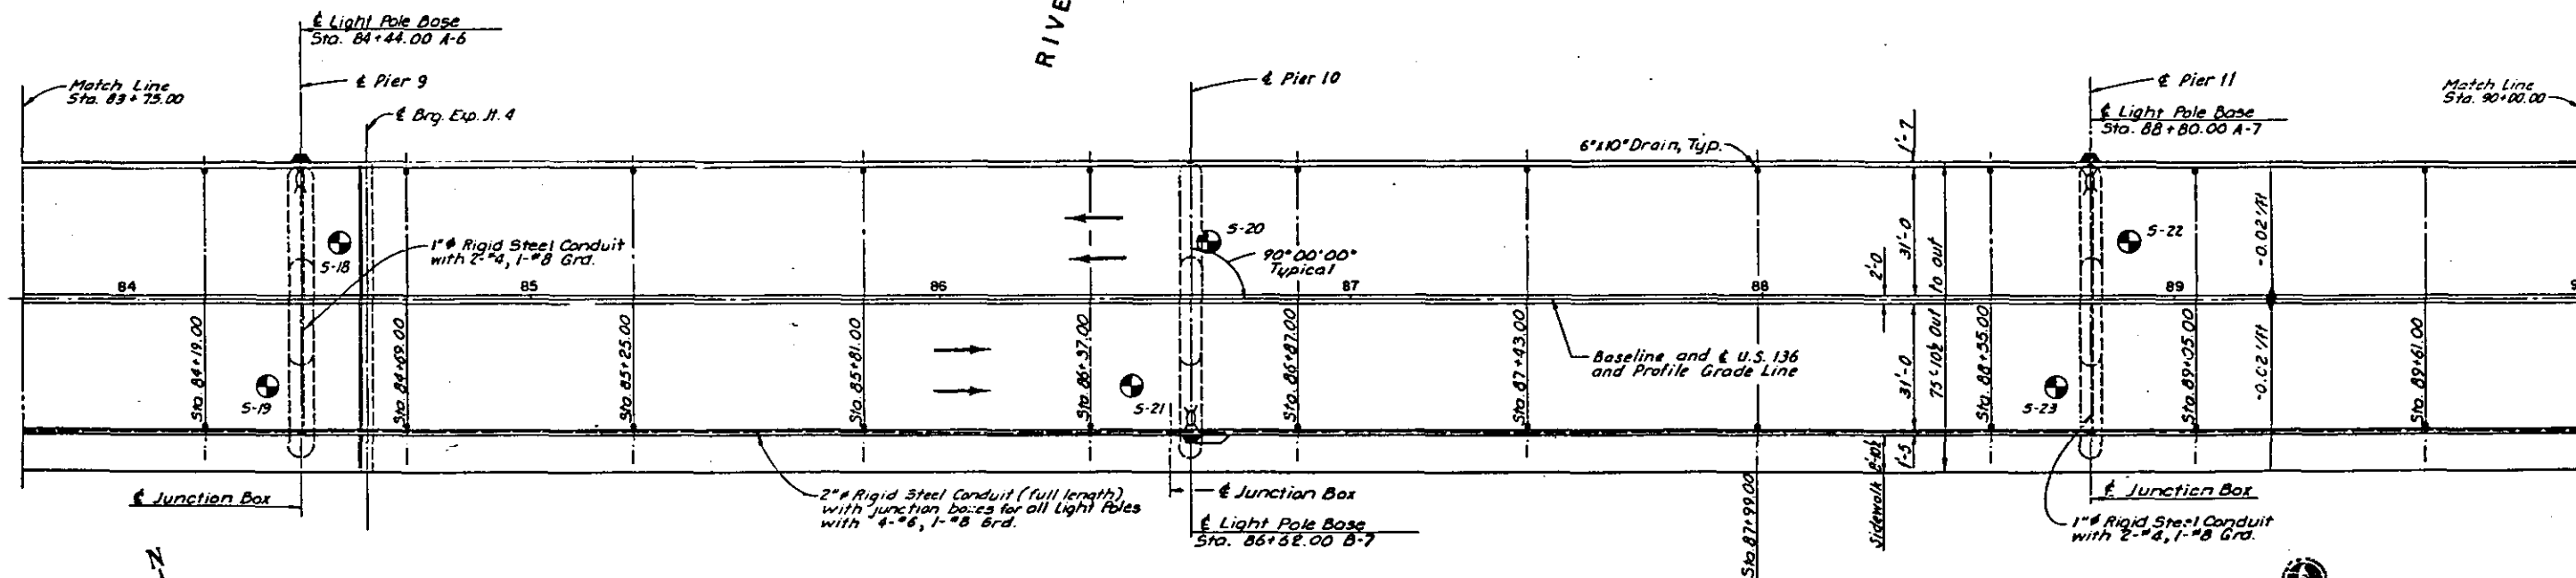 RIVE
℄ Light Pole Base
Sta. 84+44.00 A-6
Match Line
Sta. 83+75.00
℄ Pier 9
℄ Brg. Exp. Jt. 4
℄ Pier 10
℄ Pier 11
℄ Light Pole Base
Sta. 88+80.00 A-7
Match Line
Sta. 90+00.00
6"x10" Drain, Typ.
1'-7
S-18
1"ϕ Rigid Steel Conduit
with 2-#4, 1-#8 Grd.
S-20
90°00'00"
Typical
S-22
31'-0
2'-0
75'-10½ Out to out
-0.02'/ft
84
85
86
87
88
89
9
Sta. 84+19.00
Sta. 84+69.00
Sta. 85+25.00
Sta. 85+81.00
Sta. 86+37.00
Sta. 86+87.00
Sta. 87+43.00
Sta. 87+99.00
Sta. 88+55.00
Sta. 89+05.00
Sta. 89+61.00
Baseline and ℄ U.S. 136
and Profile Grade Line
31'-0
-0.02'/ft
S-19
S-21
S-23
1'-5
Sidewalk 8'-10½
℄ Junction Box
2"ϕ Rigid Steel Conduit (full length)
with junction boxes for all Light Poles
with 4-#6, 1-#8 Grd.
℄ Junction Box
℄ Light Pole Base
Sta. 86+62.00 B-7
℄ Junction Box
1"ϕ Rigid Steel Conduit
with 2-#4, 1-#8 Grd.
N